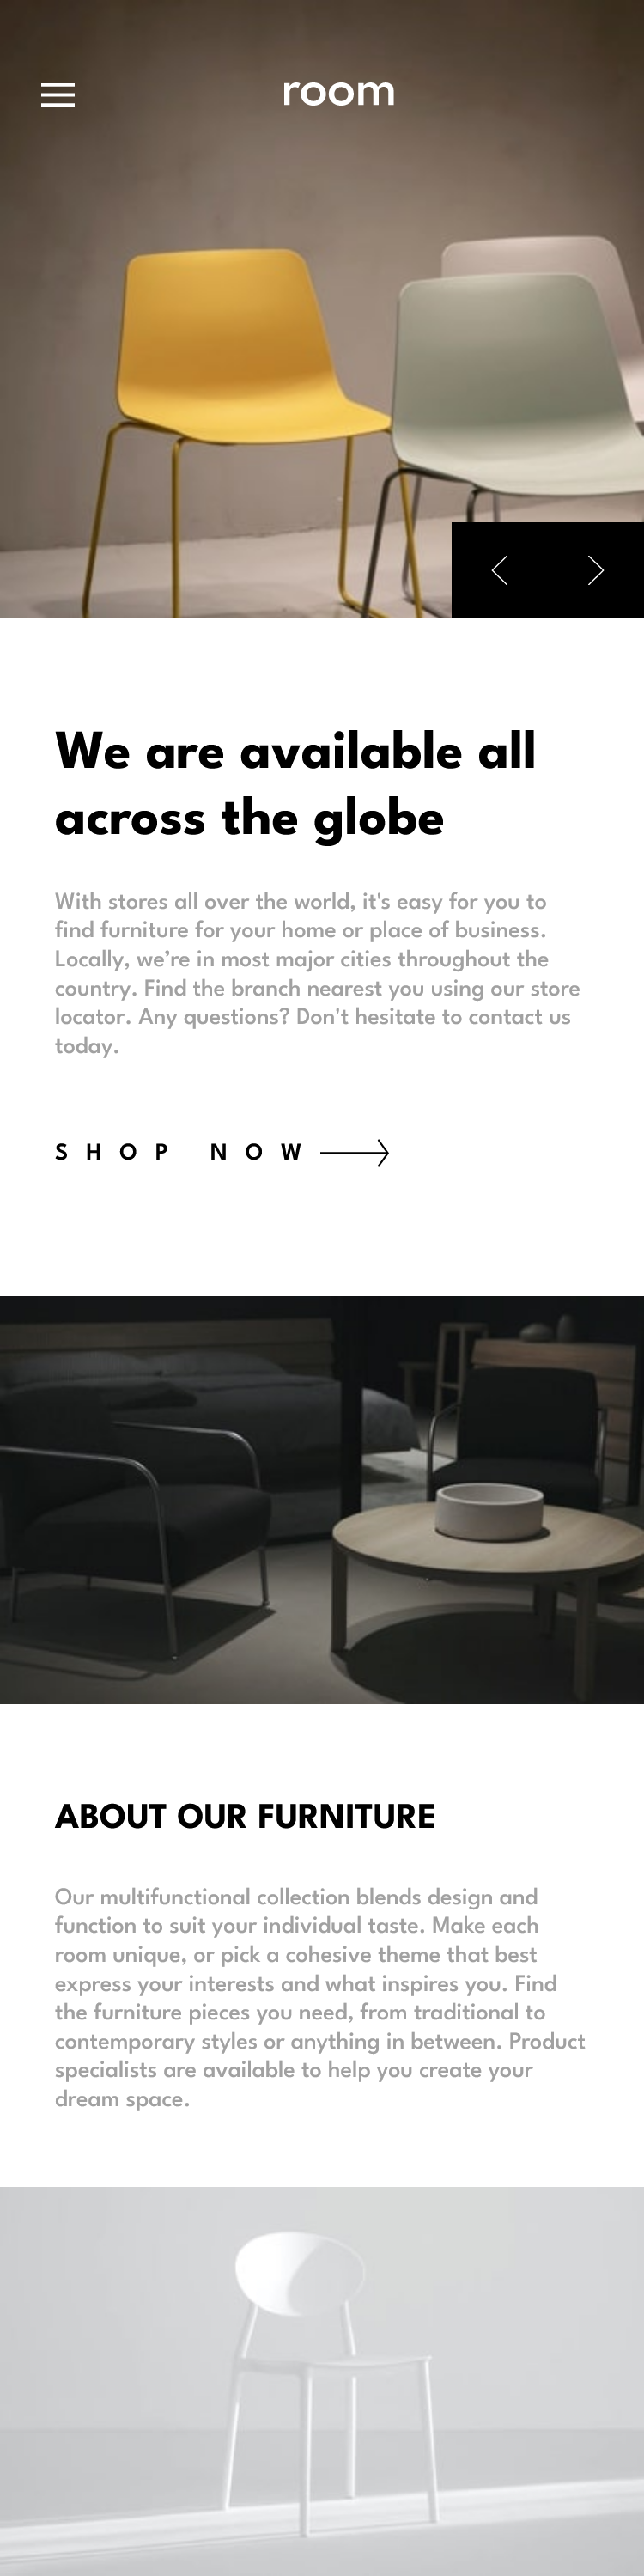 room
We are available all
across the globe
With stores all over the world, it's easy for you to
find furniture for your home or place of business.
Locally, we’re in most major cities throughout the
country. Find the branch nearest you using our store
locator. Any questions? Don't hesitate to contact us
today.
SHOP NOW
ABOUT OUR FURNITURE
Our multifunctional collection blends design and
function to suit your individual taste. Make each
room unique, or pick a cohesive theme that best
express your interests and what inspires you. Find
the furniture pieces you need, from traditional to
contemporary styles or anything in between. Product
specialists are available to help you create your
dream space.